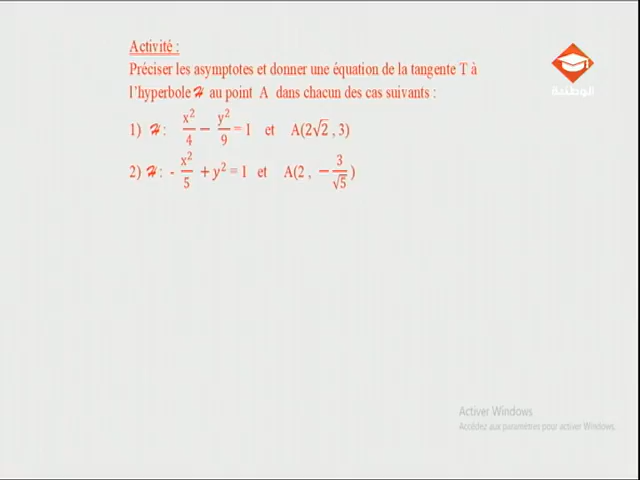 Activité :
Préciser les asymptotes et donner une équation de la tangente T à
l'hyperbole ℋ au point A dans chacun des cas suivants :
1) ℋ : x²/4 − y²/9 = 1 et A(2√2 , 3)
2) ℋ : - x²/5 + y² = 1 et A(2 , −3/√5)
الوطنية
Activer Windows
Accédez aux paramètres pour activer Windows.